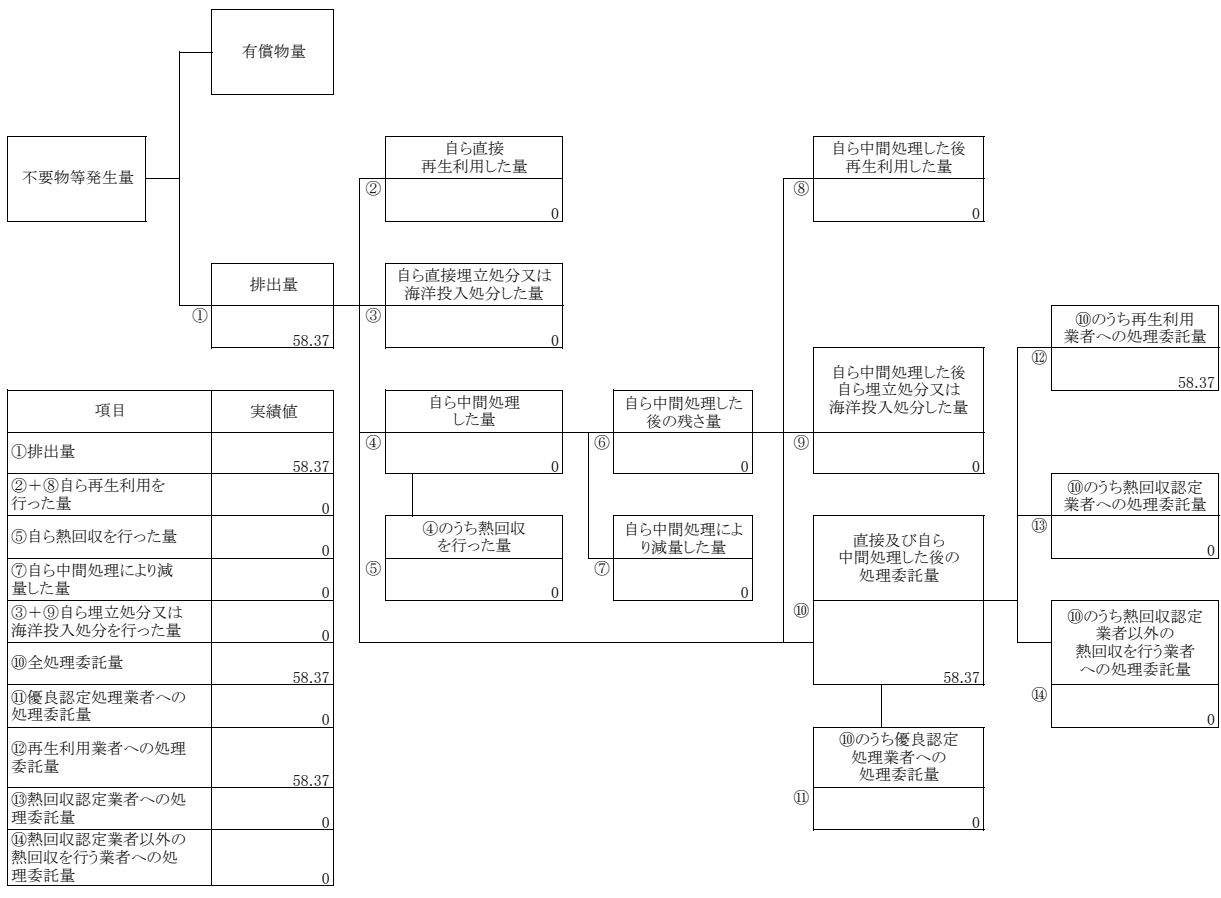 有償物量
不要物等発生量
排出量
①
58.37
自ら直接
再生利用した量
②
0
自ら直接埋立処分又は
海洋投入処分した量
③
0
自ら中間処理
した量
④
0
④のうち熱回収
を行った量
⑤
0
自ら中間処理した
後の残さ量
⑥
0
自ら中間処理によ
り減量した量
⑦
0
自ら中間処理した後
再生利用した量
⑧
0
自ら中間処理した後
自ら埋立処分又は
海洋投入処分した量
⑨
0
直接及び自ら
中間処理した後の
処理委託量
⑩
58.37
⑩のうち優良認定
処理業者への
処理委託量
⑪
0
⑩のうち再生利用
業者への処理委託量
⑫
58.37
⑩のうち熱回収認定
業者への処理委託量
⑬
0
⑩のうち熱回収認定
業者以外の
熱回収を行う業者
への処理委託量
⑭
0
項目 実績値
①排出量
58.37
②+⑧自ら再生利用を
行った量
0
⑤自ら熱回収を行った量
0
⑦自ら中間処理により減
量した量
0
③+⑨自ら埋立処分又は
海洋投入処分を行った量
0
⑩全処理委託量
58.37
⑪優良認定処理業者への
処理委託量
0
⑫再生利用業者への処理
委託量
58.37
⑬熱回収認定業者への処
理委託量
0
⑭熱回収認定業者以外の
熱回収を行う業者への処
理委託量
0